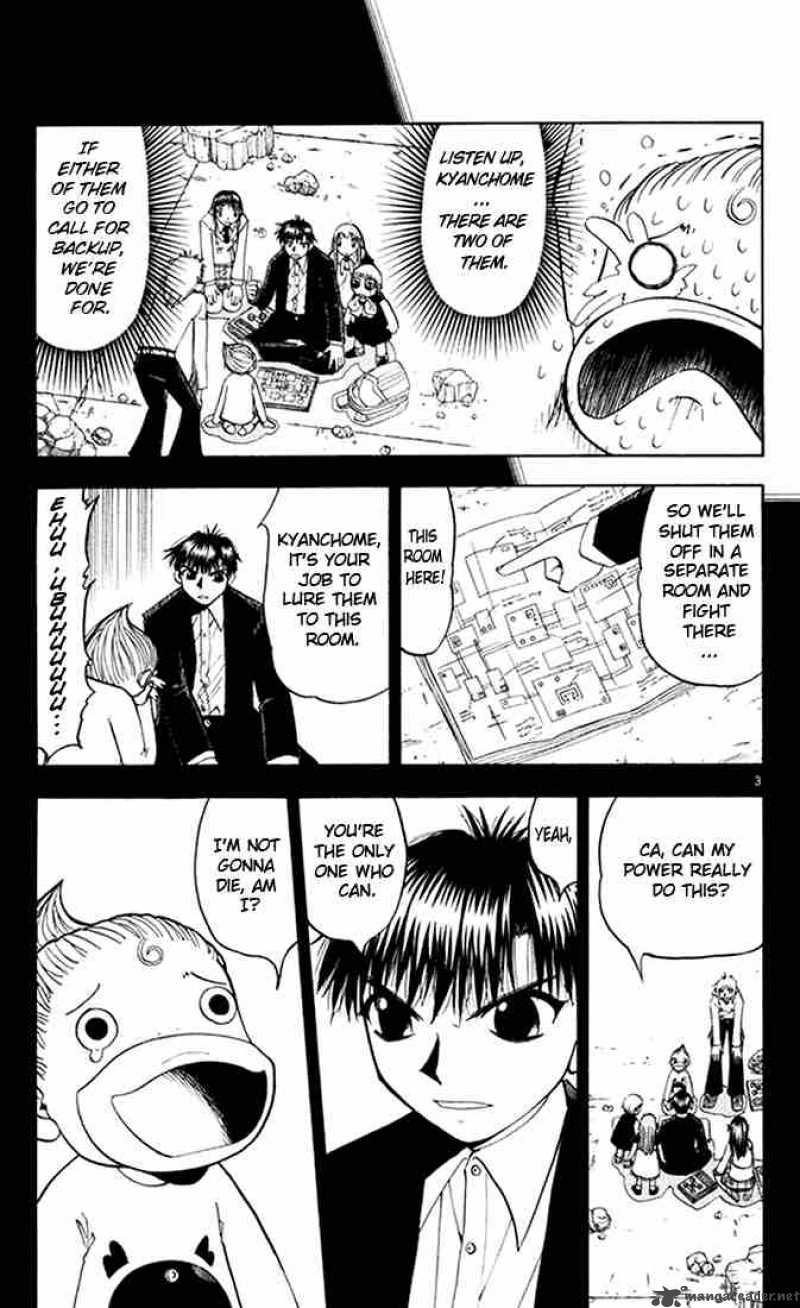 LISTEN UP,
KYANCHOME
...
THERE ARE
TWO OF
THEM.
IF
EITHER
OF THEM
GO TO
CALL FOR
BACKUP,
WE'RE
DONE
FOR.
SO WE'LL
SHUT THEM
OFF IN A
SEPARATE
ROOM AND
FIGHT
THERE
...
THIS
ROOM
HERE!
KYANCHOME,
IT'S YOUR
JOB TO
LURE THEM
TO THIS
ROOM.
EHUU, UBUHUUUUUU...
3
CA, CAN MY
POWER REALLY
DO THIS?
YEAH,
YOU'RE
THE ONLY
ONE WHO
CAN.
I'M NOT
GONNA
DIE, AM
I?
mangareader.net